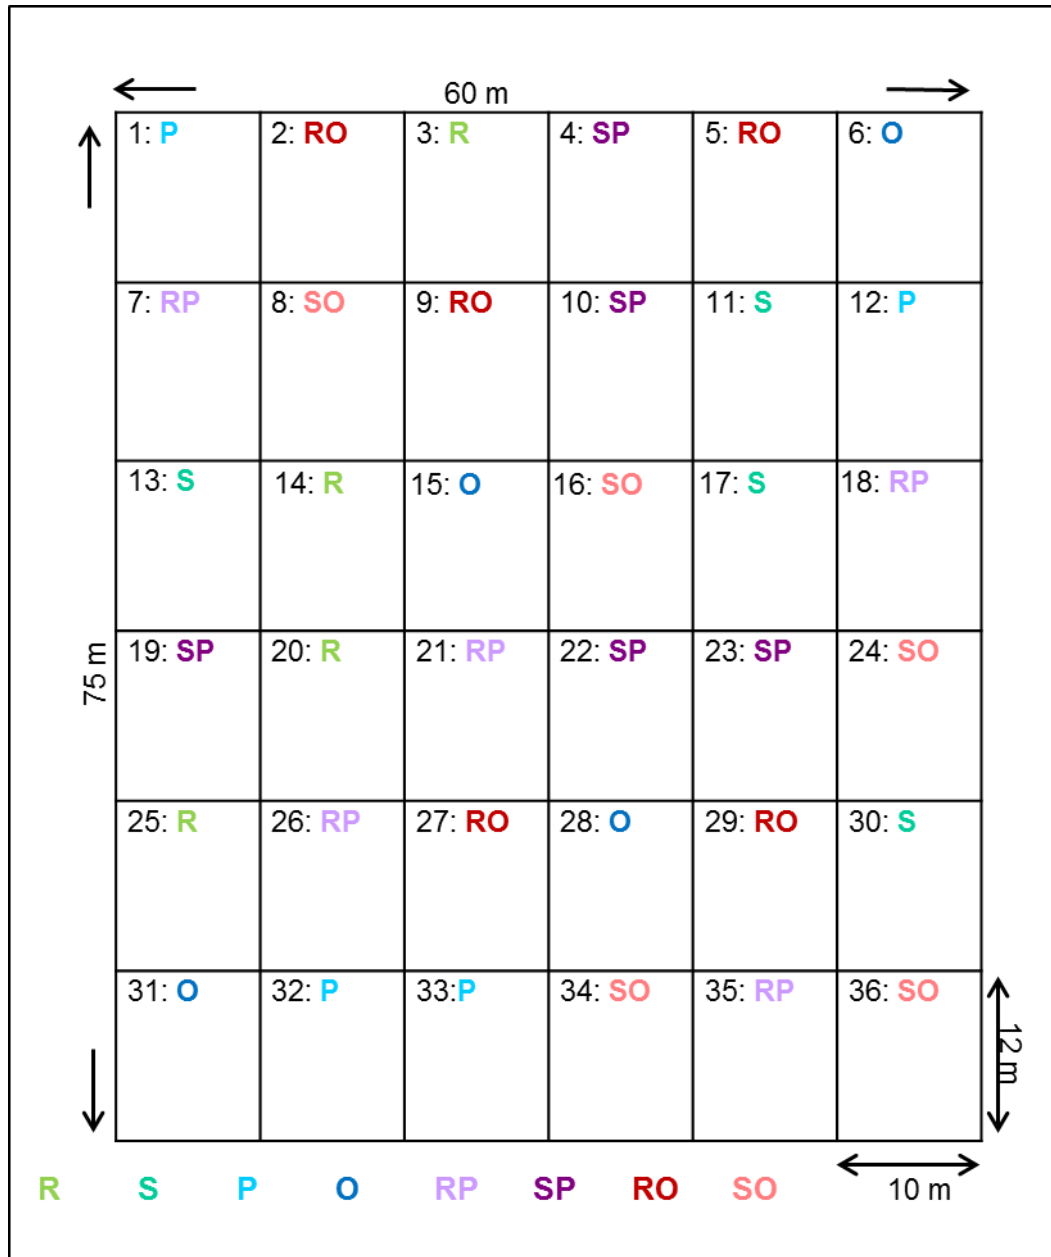 60 m
1: P 2: RO 3: R 4: SP 5: RO 6: O
7: RP 8: SO 9: RO 10: SP 11: S 12: P
13: S 14: R 15: O 16: SO 17: S 18: RP
75 m
19: SP 20: R 21: RP 22: SP 23: SP 24: SO
25: R 26: RP 27: RO 28: O 29: RO 30: S
31: O 32: P 33:P 34: SO 35: RP 36: SO
12 m
R S P O RP SP RO SO
10 m